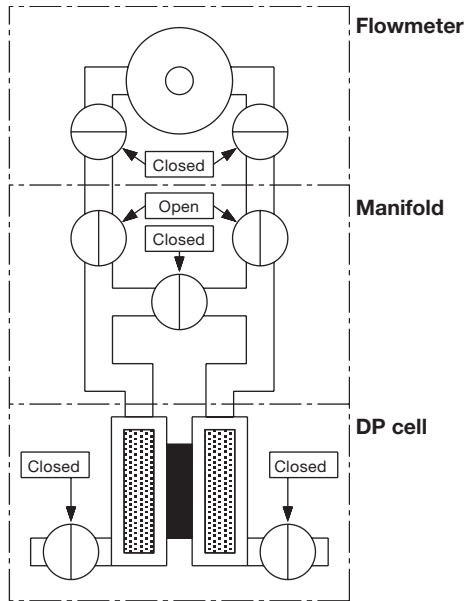 Flowmeter
Closed
Open
Manifold
Closed
DP cell
Closed
Closed